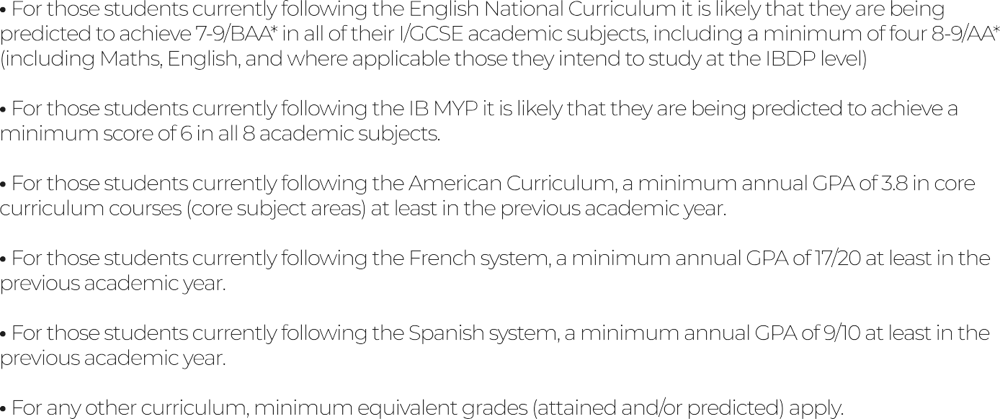 • For those students currently following the English National Curriculum it is likely that they are being
predicted to achieve 7-9/BAA* in all of their I/GCSE academic subjects, including a minimum of four 8-9/AA*
(including Maths, English, and where applicable those they intend to study at the IBDP level)
• For those students currently following the IB MYP it is likely that they are being predicted to achieve a
minimum score of 6 in all 8 academic subjects.
• For those students currently following the American Curriculum, a minimum annual GPA of 3.8 in core
curriculum courses (core subject areas) at least in the previous academic year.
• For those students currently following the French system, a minimum annual GPA of 17/20 at least in the
previous academic year.
• For those students currently following the Spanish system, a minimum annual GPA of 9/10 at least in the
previous academic year.
• For any other curriculum, minimum equivalent grades (attained and/or predicted) apply.